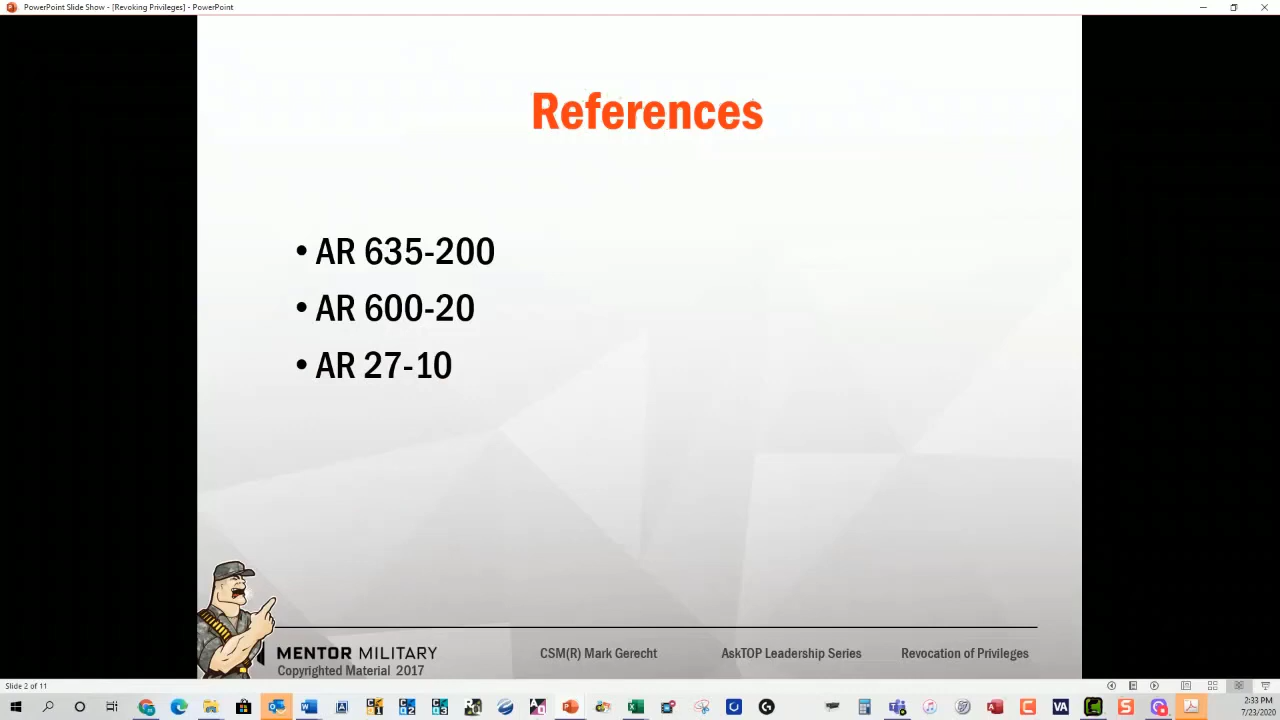 PowerPoint Slide Show - [Revoking Privileges] - PowerPoint
References
• AR 635-200
• AR 600-20
• AR 27-10
MENTOR MILITARY
Copyrighted Material 2017
CSM(R) Mark Gerecht
AskTOP Leadership Series
Revocation of Privileges
Slide 2 of 11
2:33 PM
7/23/2020